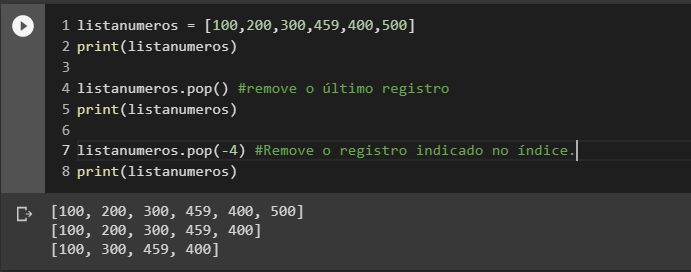 1 listanumeros = [100,200,300,459,400,500]
2 print(listanumeros)
3
4 listanumeros.pop() #remove o último registro
5 print(listanumeros)
6
7 listanumeros.pop(-4) #Remove o registro indicado no índice.
8 print(listanumeros)
[100, 200, 300, 459, 400, 500]
[100, 200, 300, 459, 400]
[100, 300, 459, 400]